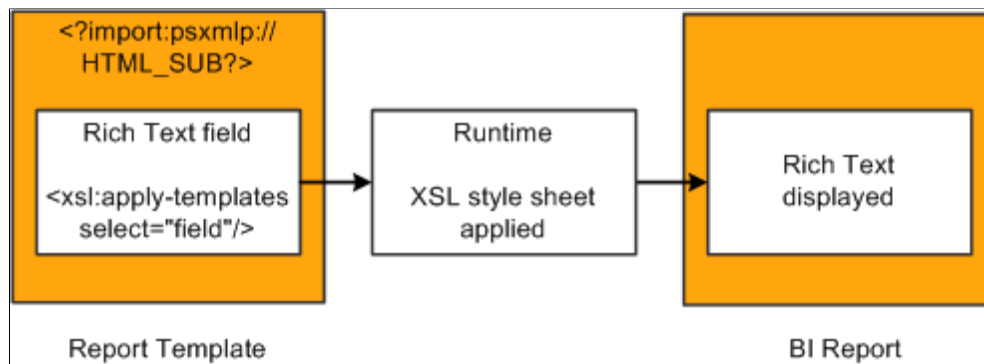 <?import:psxmlp://
HTML_SUB?>
Rich Text field
<xsl:apply-templates
select="field"/>
Runtime
XSL style sheet
applied
Rich Text
displayed
Report Template
BI Report